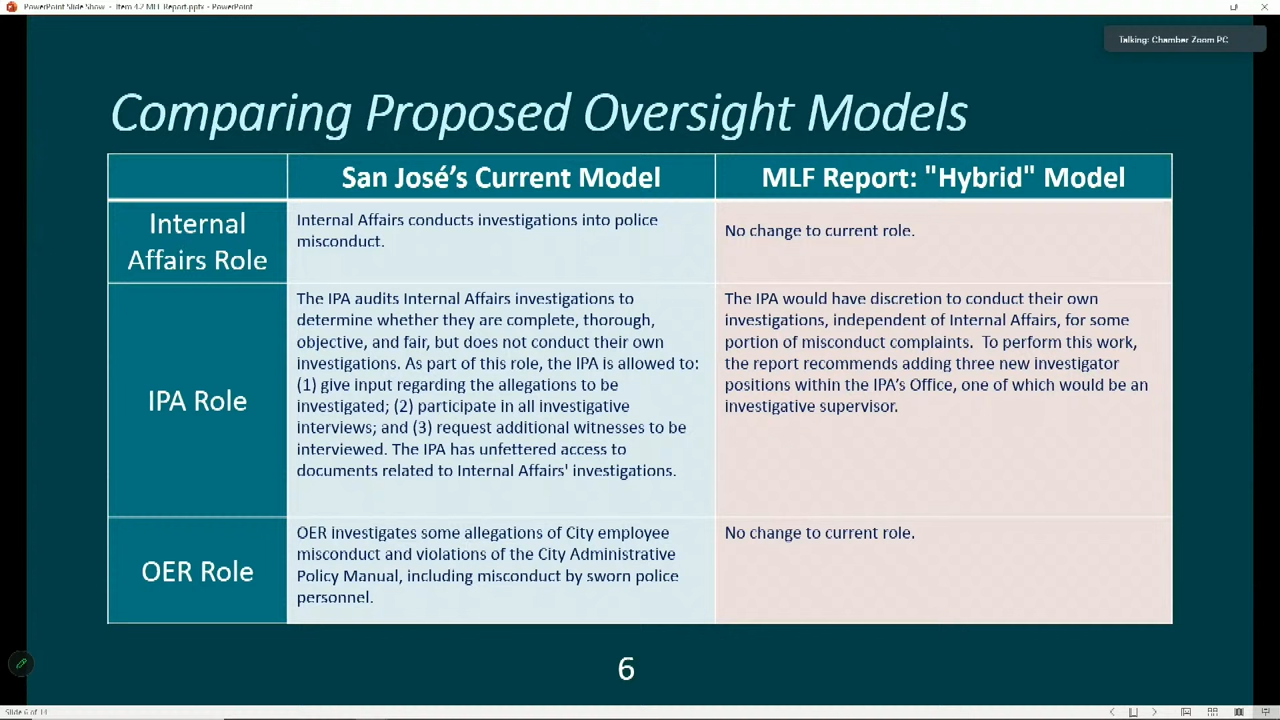 PowerPoint Slide Show - Item 4.2 MLF Report.pptx - PowerPoint
Talking: Chamber Zoom PC
Comparing Proposed Oversight Models
San José's Current Model
MLF Report: "Hybrid" Model
Internal
Affairs Role
Internal Affairs conducts investigations into police
misconduct.
No change to current role.
IPA Role
The IPA audits Internal Affairs investigations to
determine whether they are complete, thorough,
objective, and fair, but does not conduct their own
investigations. As part of this role, the IPA is allowed to:
(1) give input regarding the allegations to be
investigated; (2) participate in all investigative
interviews; and (3) request additional witnesses to be
interviewed. The IPA has unfettered access to
documents related to Internal Affairs' investigations.
The IPA would have discretion to conduct their own
investigations, independent of Internal Affairs, for some
portion of misconduct complaints.  To perform this work,
the report recommends adding three new investigator
positions within the IPA's Office, one of which would be an
investigative supervisor.
OER Role
OER investigates some allegations of City employee
misconduct and violations of the City Administrative
Policy Manual, including misconduct by sworn police
personnel.
No change to current role.
6
Slide 6 of 14